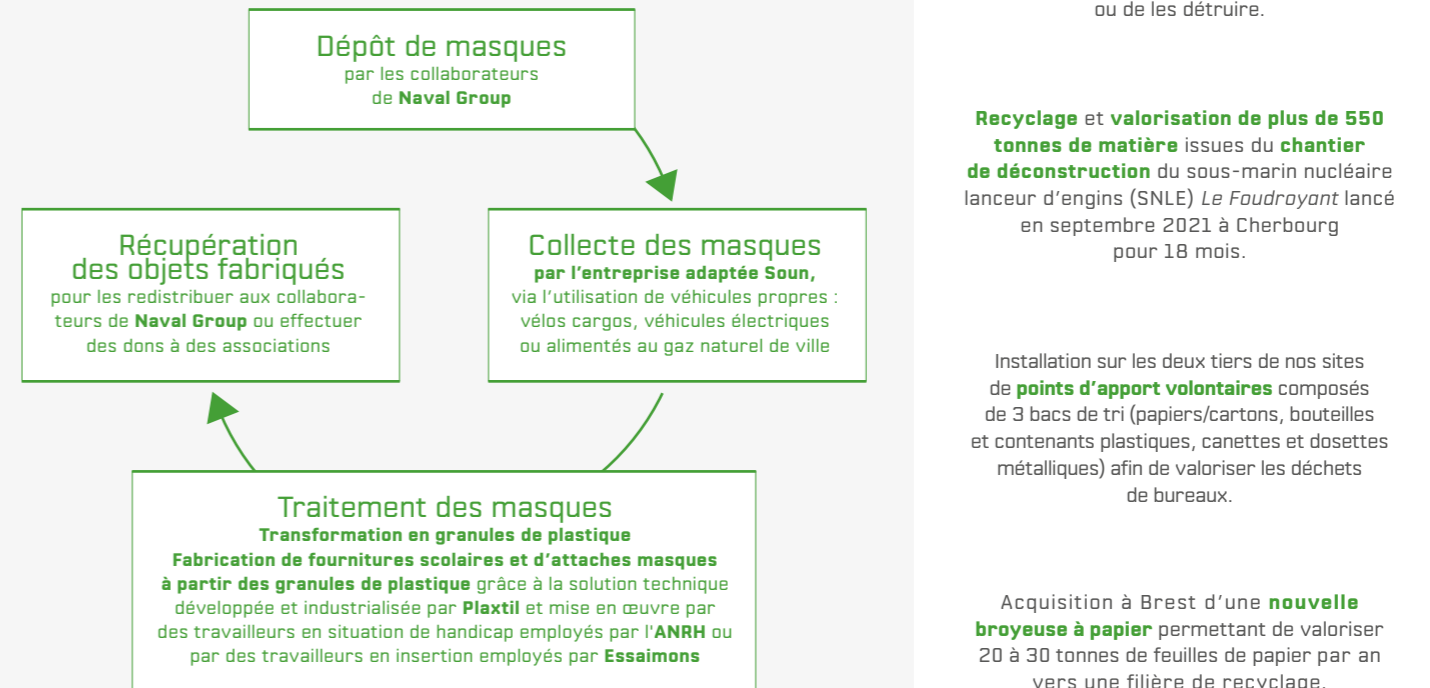 Dépôt de masques
par les collaborateurs
de Naval Group
Collecte des masques
par l’entreprise adaptée Soun,
via l’utilisation de véhicules propres :
vélos cargos, véhicules électriques
ou alimentés au gaz naturel de ville
Traitement des masques
Transformation en granules de plastique
Fabrication de fournitures scolaires et d’attaches masques
à partir des granules de plastique grâce à la solution technique
développée et industrialisée par Plaxtil et mise en œuvre par
des travailleurs en situation de handicap employés par l'ANRH ou
par des travailleurs en insertion employés par Essaimons
Récupération
des objets fabriqués
pour les redistribuer aux collabora-
teurs de Naval Group ou effectuer
des dons à des associations
ou de les détruire.
Recyclage et valorisation de plus de 550
tonnes de matière issues du chantier
de déconstruction du sous-marin nucléaire
lanceur d’engins (SNLE) Le Foudroyant lancé
en septembre 2021 à Cherbourg
pour 18 mois.
Installation sur les deux tiers de nos sites
de points d’apport volontaires composés
de 3 bacs de tri (papiers/cartons, bouteilles
et contenants plastiques, canettes et dosettes
métalliques) afin de valoriser les déchets
de bureaux.
Acquisition à Brest d’une nouvelle
broyeuse à papier permettant de valoriser
20 à 30 tonnes de feuilles de papier par an
vers une filière de recyclage.